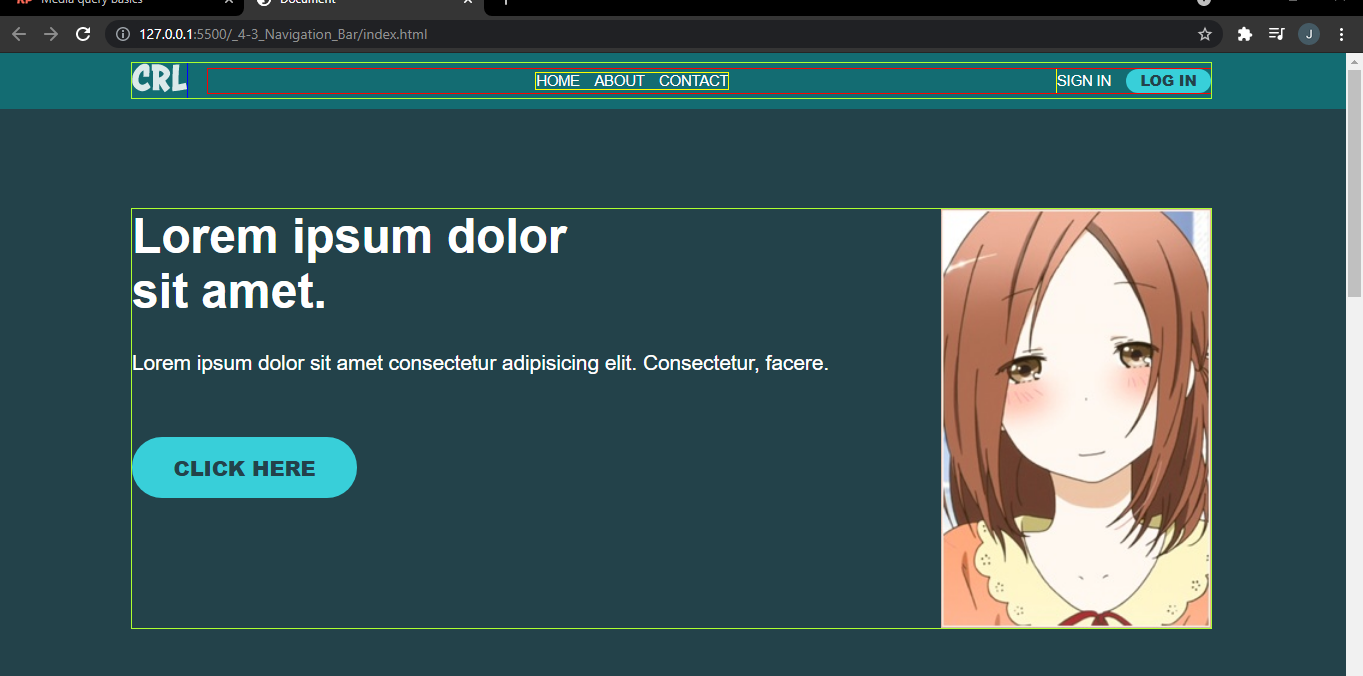 Media query basics
Document
127.0.0.1:5500/_4-3_Navigation_Bar/index.html
J
CRL
HOME ABOUT CONTACT
SIGN IN LOG IN
Lorem ipsum dolor
sit amet.
Lorem ipsum dolor sit amet consectetur adipisicing elit. Consectetur, facere.
CLICK HERE